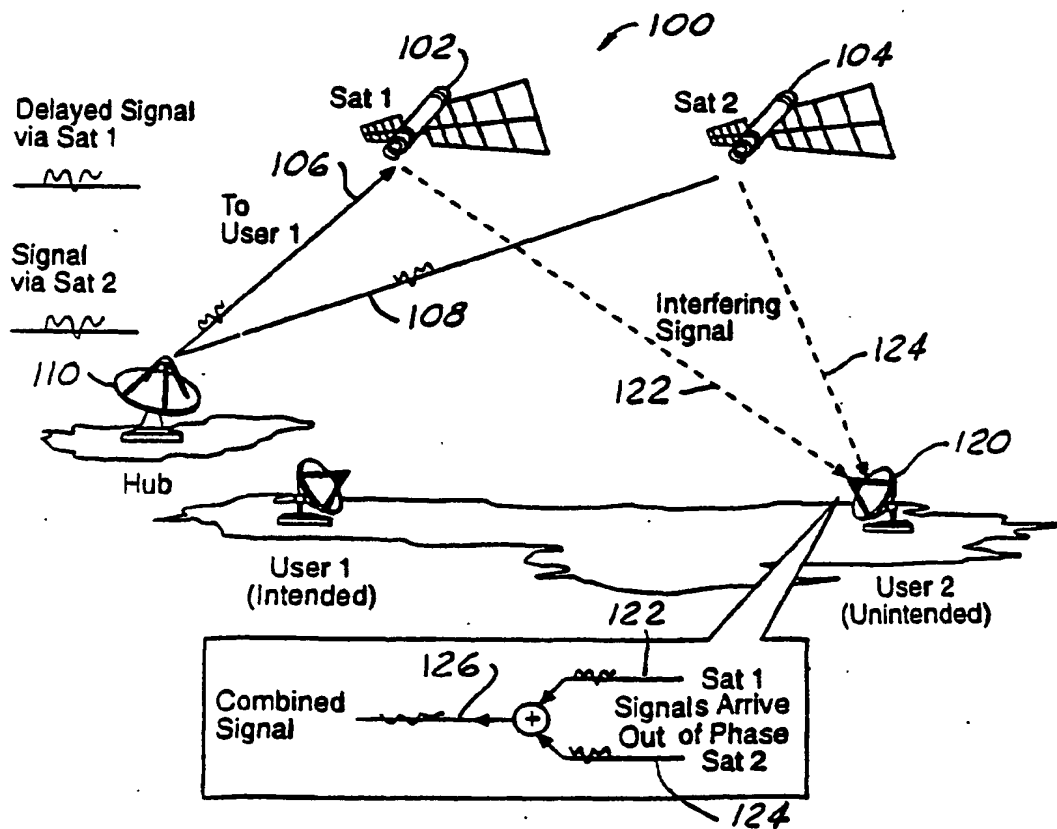 100
102
104
Sat 1
Sat 2
Delayed Signal
via Sat 1
106
To
User 1
Signal
via Sat 2
108
Interfering
Signal
124
122
110
120
Hub
User 1
(Intended)
User 2
(Unintended)
122
126
Sat 1
Combined
Signal
+
Signals Arrive
Out of Phase
Sat 2
124